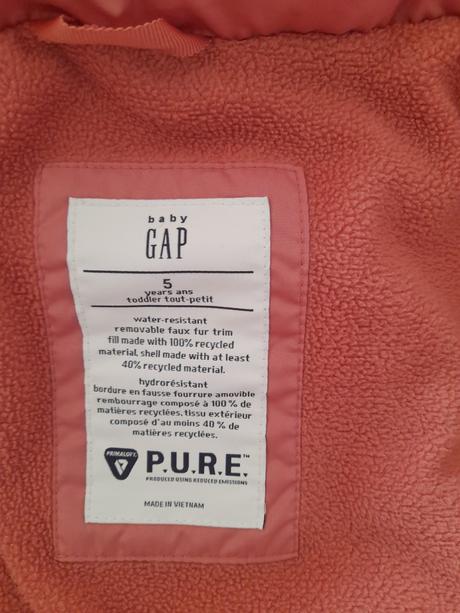 baby
GAP
5
years ans
toddler tout-petit
water-resistant
removable faux fur trim
fill made with 100% recycled
material, shell made with at least
40% recycled material.
hydrorésistant
bordure en fausse fourrure amovible
rembourrage composé à 100 % de
matières recyclées. tissu extérieur
composé d'au moins 40 % de
matières recyclées.
PRIMALOFT.
P.U.R.E.™
PRODUCED USING REDUCED EMISSIONS
MADE IN VIETNAM